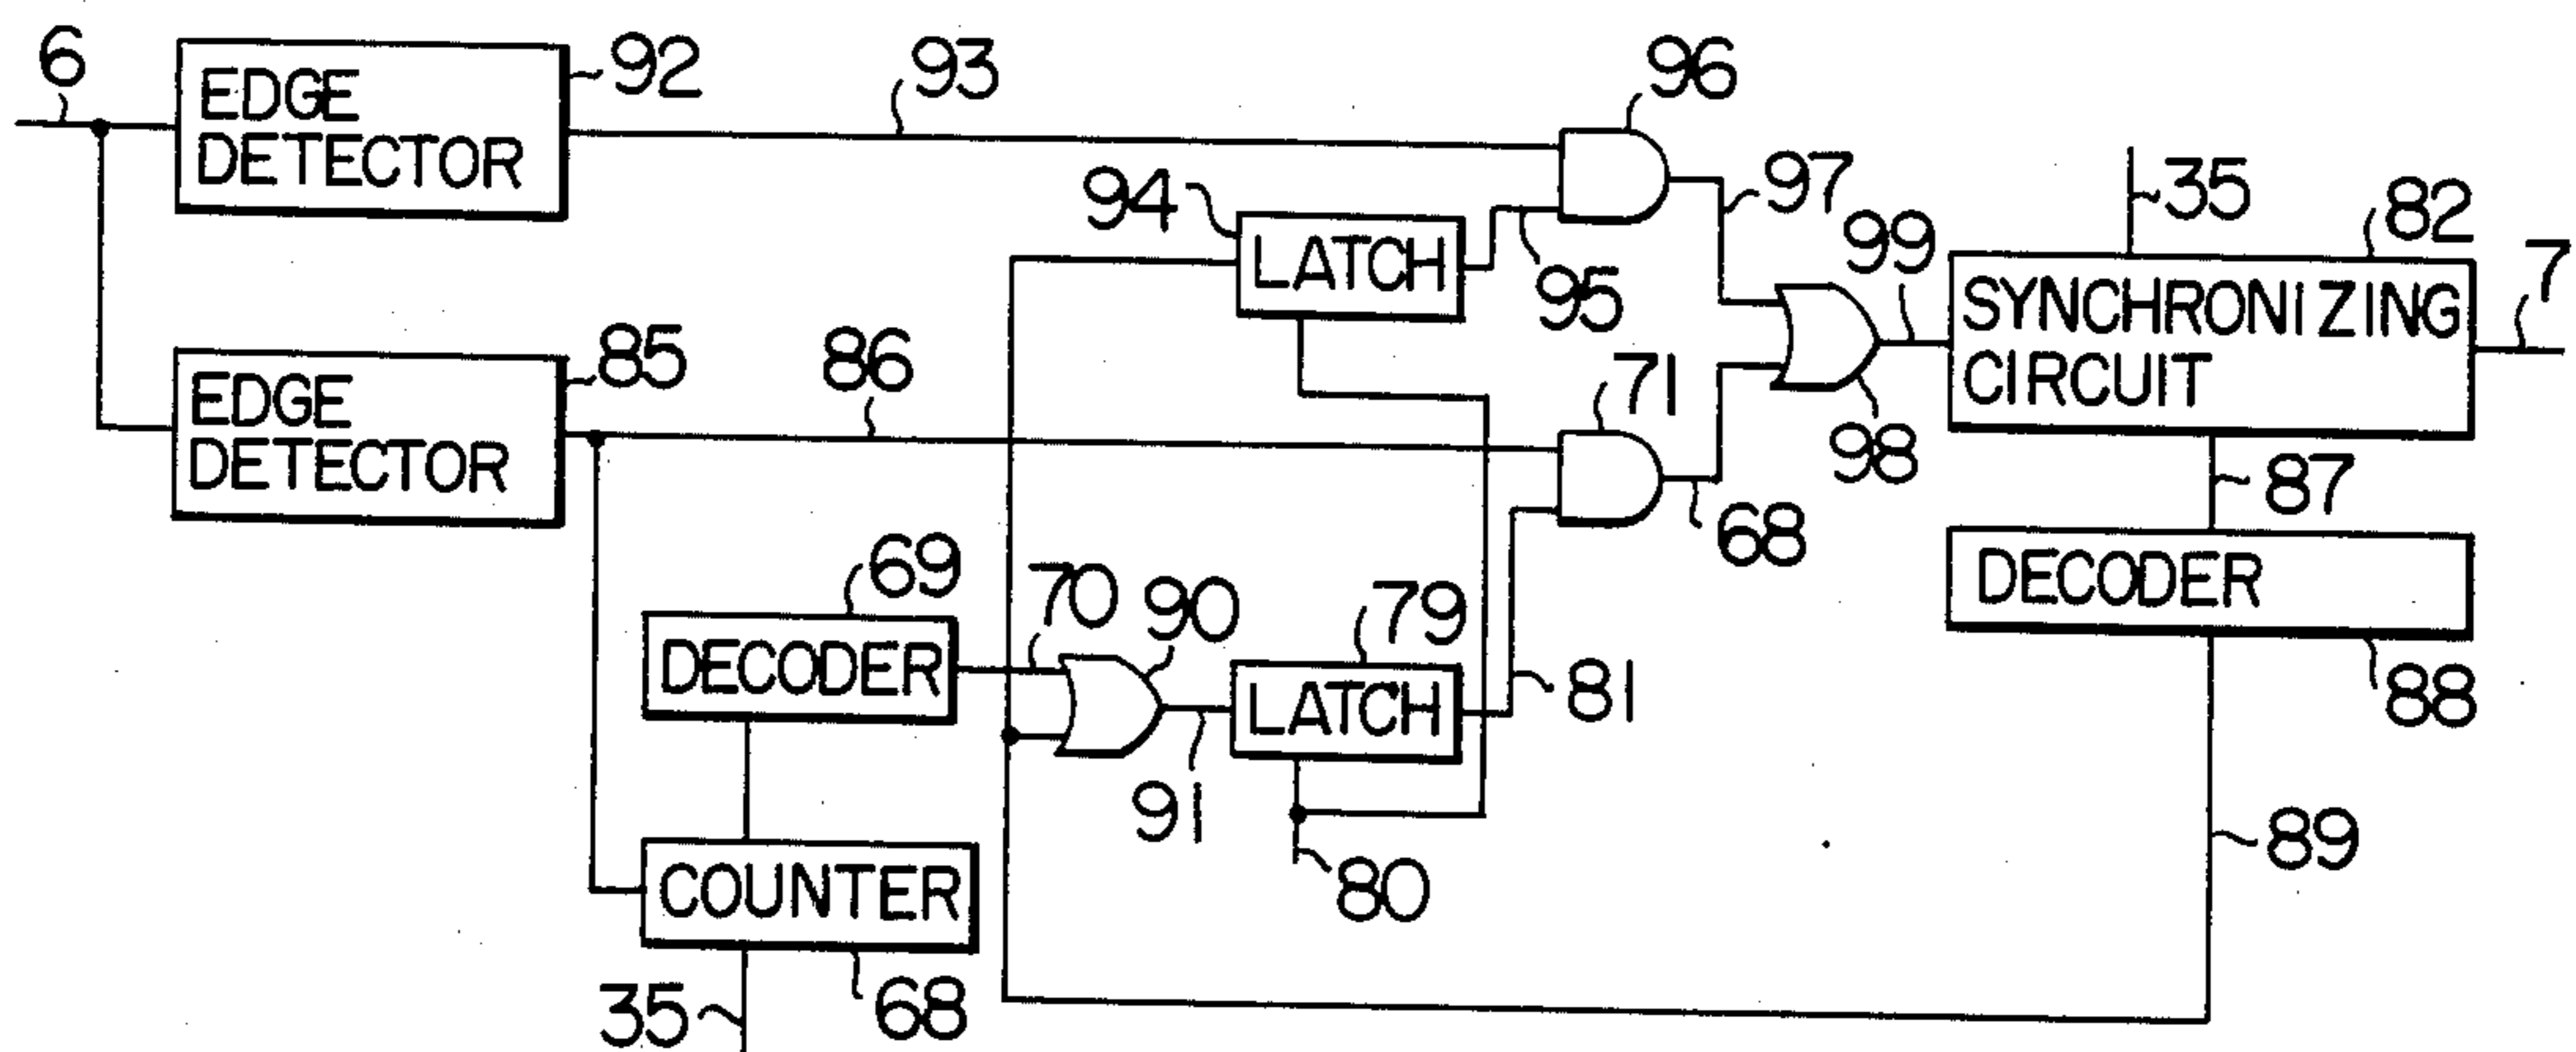 6
EDGE
DETECTOR
92
93
96
94
LATCH
95
97
99
35
82
SYNCHRONIZING
CIRCUIT
7
EDGE
DETECTOR
85
86
71
68
98
87
DECODER
88
69
DECODER
70
90
91
79
LATCH
81
80
89
COUNTER
35
68